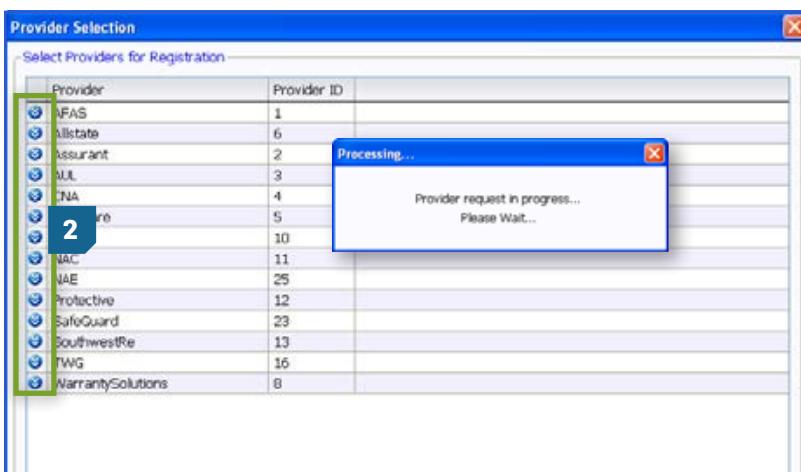 Provider Selection
Select Providers for Registration
Provider Provider ID
AFAS 1
Allstate 6
Assurant 2
AUL 3
CNA 4
5
10
NAC 11
NAE 25
Protective 12
SafeGuard 23
SouthwestRe 13
TWG 16
WarrantySolutions 8
2
Processing...
Provider request in progress...
Please Wait...